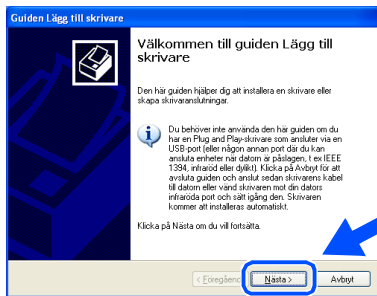 Guiden Lägg till skrivare
Välkommen till guiden Lägg till
skrivare
Den här guiden hjälper dig att installera en skrivare eller
skapa skrivaranslutningar.
Du behöver inte använda den här guiden om du
har en Plug and Play-skrivare som ansluter via en
USB-port (eller någon annan port där du kan
ansluta enheter när datorn är påslagen, t ex IEEE
1394, infraröd eller dylikt). Klicka på Avbryt för att
avsluta guiden och anslut sedan skrivarens kabel
till datorn eller vänd skrivaren mot din dators
infraröda port och sätt igång den. Skrivaren
kommer att installeras automatiskt.
Klicka på Nästa om du vill fortsätta.
< Föregåen Nästa > Avbryt